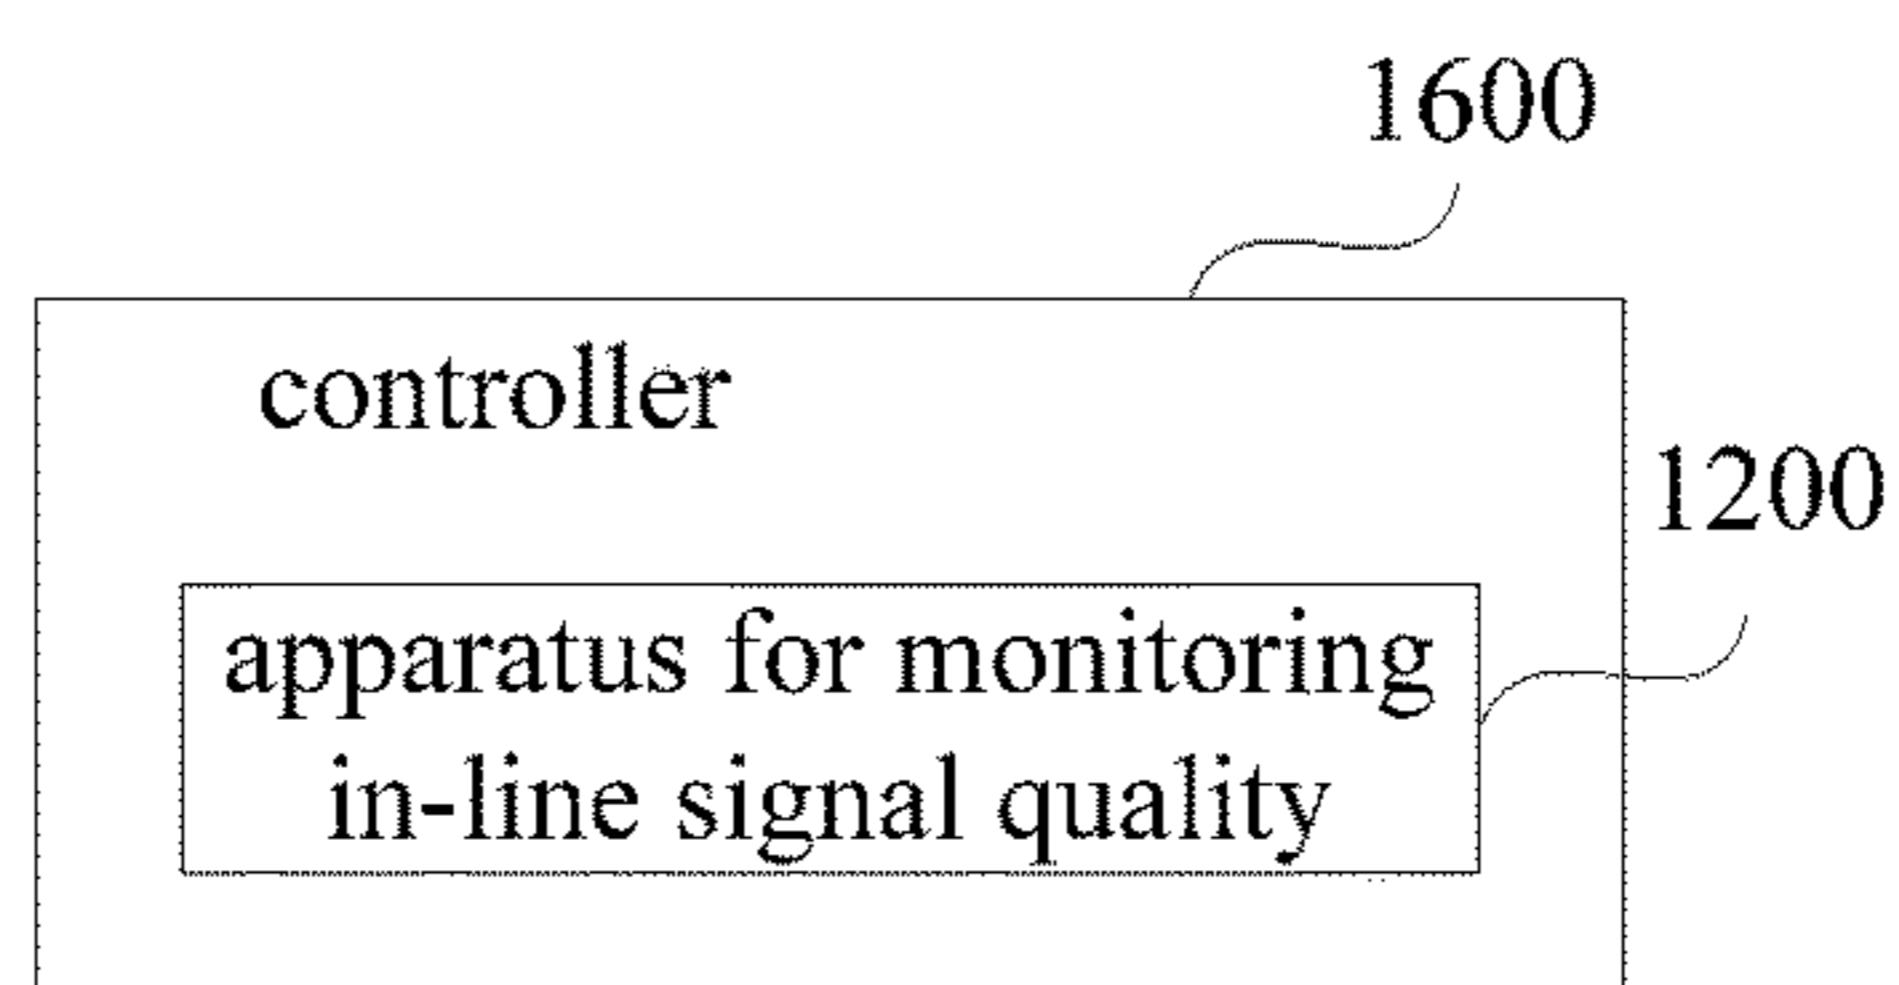 1600
controller
1200
apparatus for monitoring
in-line signal quality